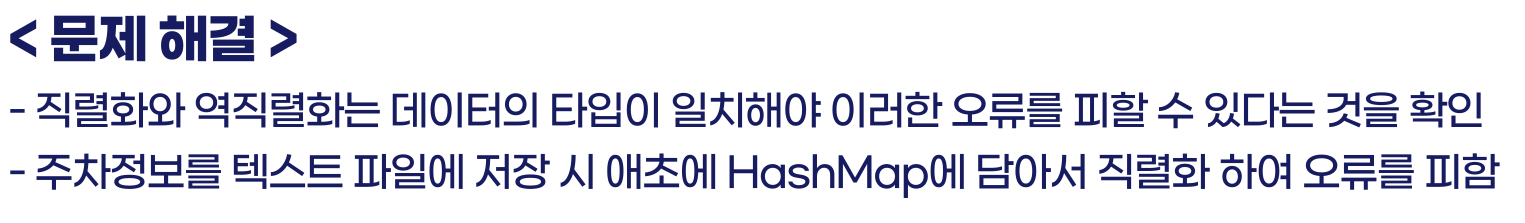 < 문제 해결 >
- 직렬화와 역직렬화는 데이터의 타입이 일치해야 이러한 오류를 피할 수 있다는 것을 확인
- 주차정보를 텍스트 파일에 저장 시 애초에 HashMap에 담아서 직렬화 하여 오류를 피함